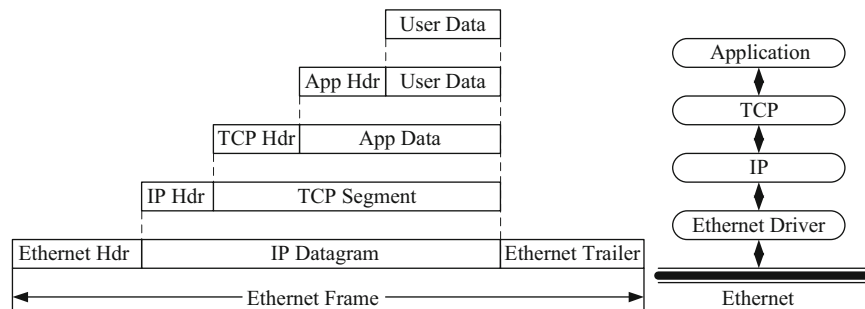 User Data
App Hdr User Data
TCP Hdr App Data
IP Hdr TCP Segment
Ethernet Hdr IP Datagram Ethernet Trailer
Ethernet Frame
Application
TCP
IP
Ethernet Driver
Ethernet